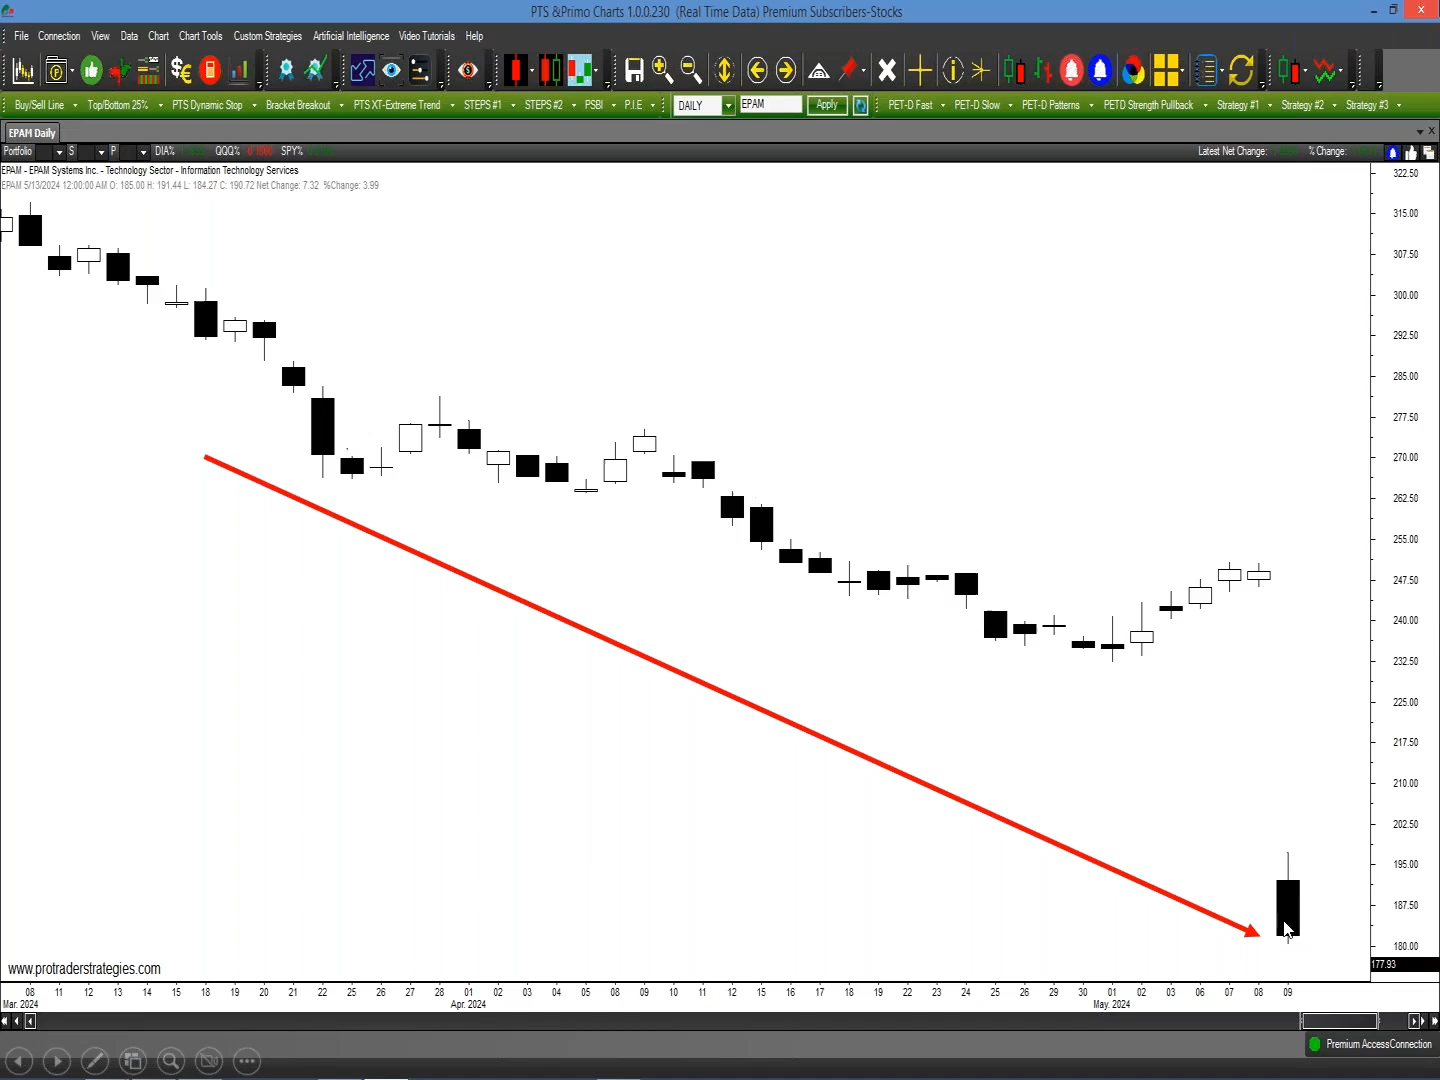 PTS &Primo Charts 1.0.0.230 (Real Time Data) Premium Subscribers-Stocks
File Connection View Data Chart Chart Tools Custom Strategies Artificial Intelligence Video Tutorials Help
Buy/Sell Line Top/Bottom 25% PTS Dynamic Stop Bracket Breakout PTS XT-Extreme Trend STEPS #1 STEPS #2 PSBI P.I.E DAILY EPAM Apply PET-D Fast PET-D Slow PET-D Patterns PETD Strength Pullback Strategy #1 Strategy #2 Strategy #3
EPAM Daily
Portfolio S P DIA% QQQ% SPY% Latest Net Change: % Change:
EPAM - EPAM Systems Inc. - Technology Sector - Information Technology Services
EPAM 5/13/2024 12:00:00 AM O: 185.00 H: 191.44 L: 184.27 C: 190.72 Net Change: 7.32 %Change: 3.99
322.50
315.00
307.50
300.00
292.50
285.00
277.50
270.00
262.50
255.00
247.50
240.00
232.50
225.00
217.50
210.00
202.50
195.00
187.50
180.00
177.93
www.protraderstrategies.com
08 11 12 13 14 15 18 19 20 21 22 25 26 27 28 01 02 03 04 05 08 09 10 11 12 15 16 17 18 19 22 23 24 25 26 29 30 01 02 03 06 07 08 09
Mar. 2024 Apr. 2024 May. 2024
Premium AccessConnection